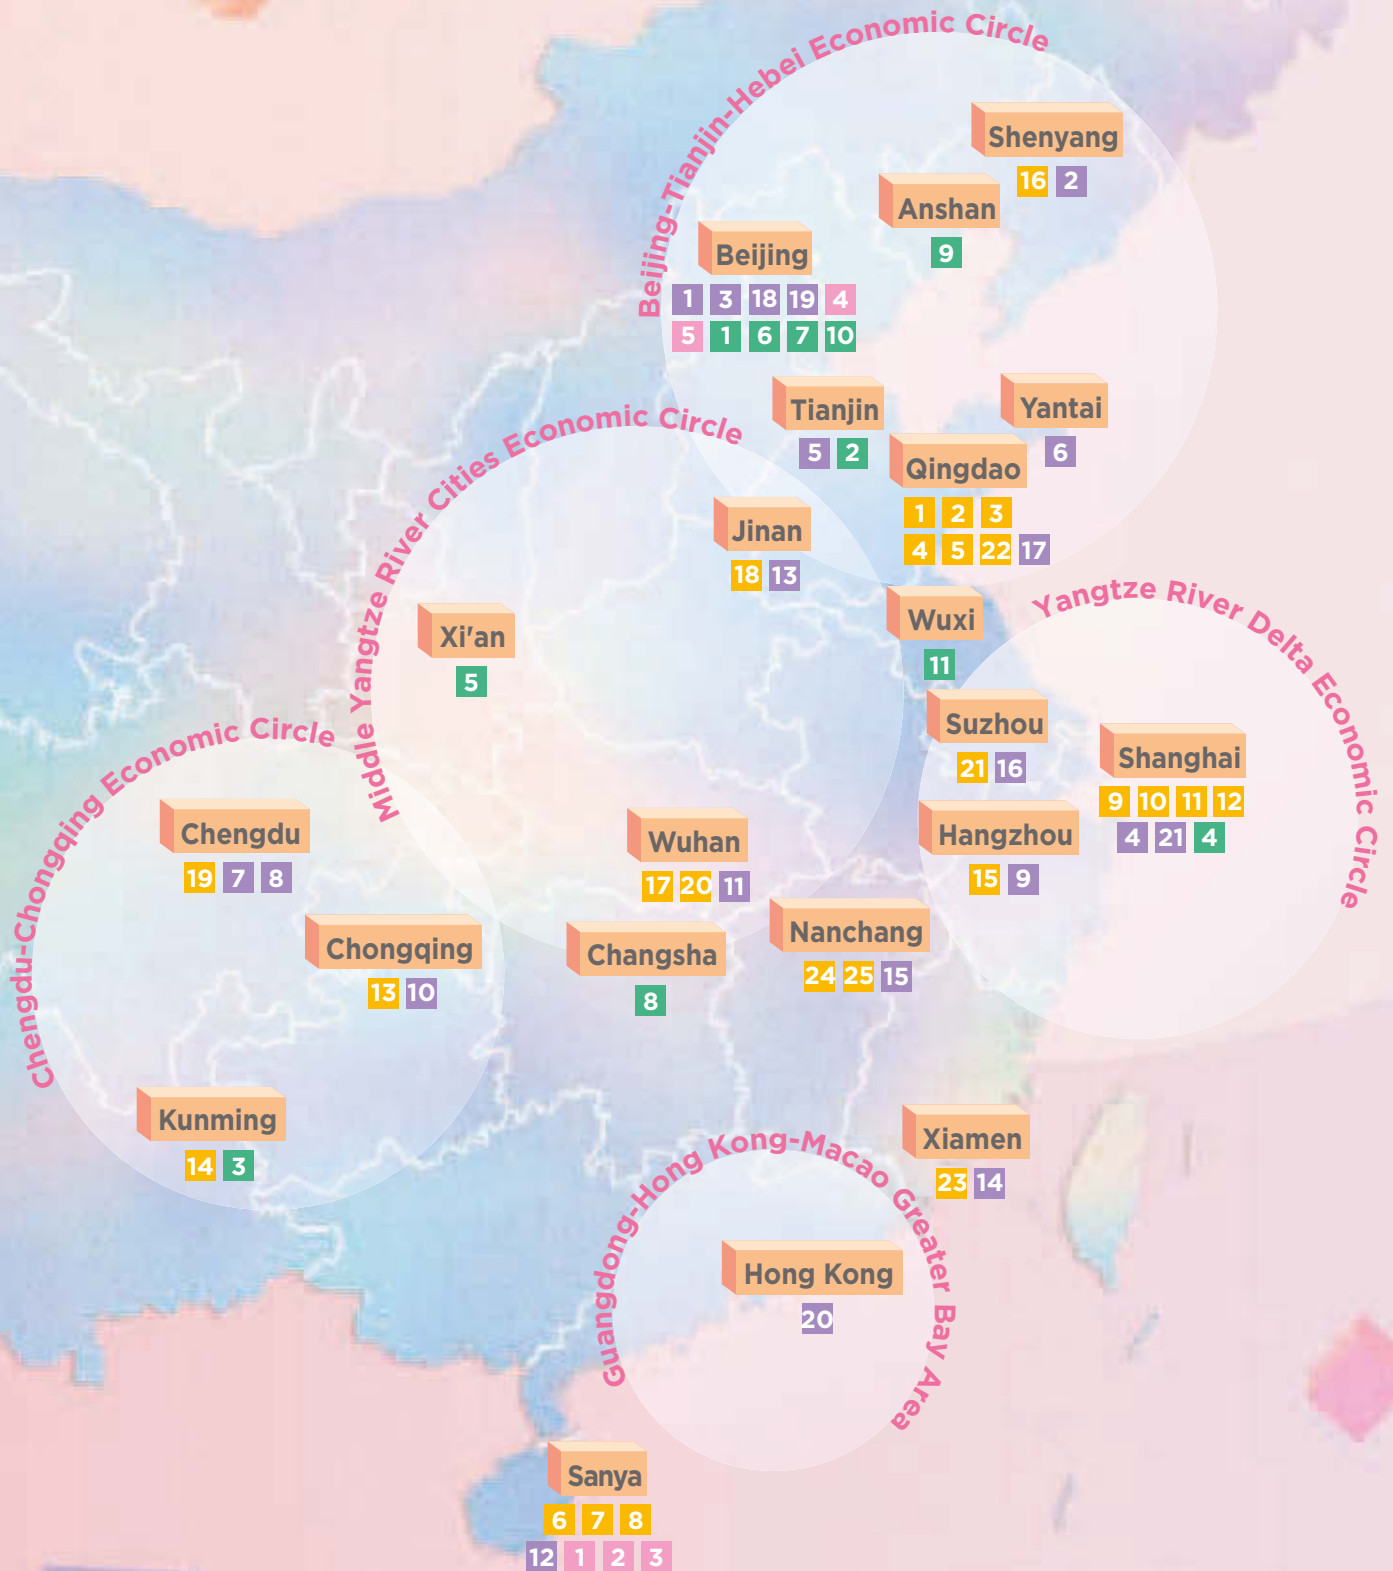 Beijing-Tianjin-Hebei Economic Circle
Shenyang
16 2
Anshan
9
Beijing
1 3 18 19 4
5 1 6 7 10
Tianjin
5 2
Yantai
6
Qingdao
1 2 3
4 5 22 17
Middle Yangtze River Cities Economic Circle
Jinan
18 13
Xi'an
5
Wuxi
11
Yangtze River Delta Economic Circle
Suzhou
21 16
Shanghai
9 10 11 12
4 21 4
Hangzhou
15 9
Chengdu-Chongqing Economic Circle
Chengdu
19 7 8
Wuhan
17 20 11
Chongqing
13 10
Changsha
8
Nanchang
24 25 15
Kunming
14 3
Xiamen
23 14
Guangdong-Hong Kong-Macao Greater Bay Area
Hong Kong
20
Sanya
6 7 8
12 1 2 3